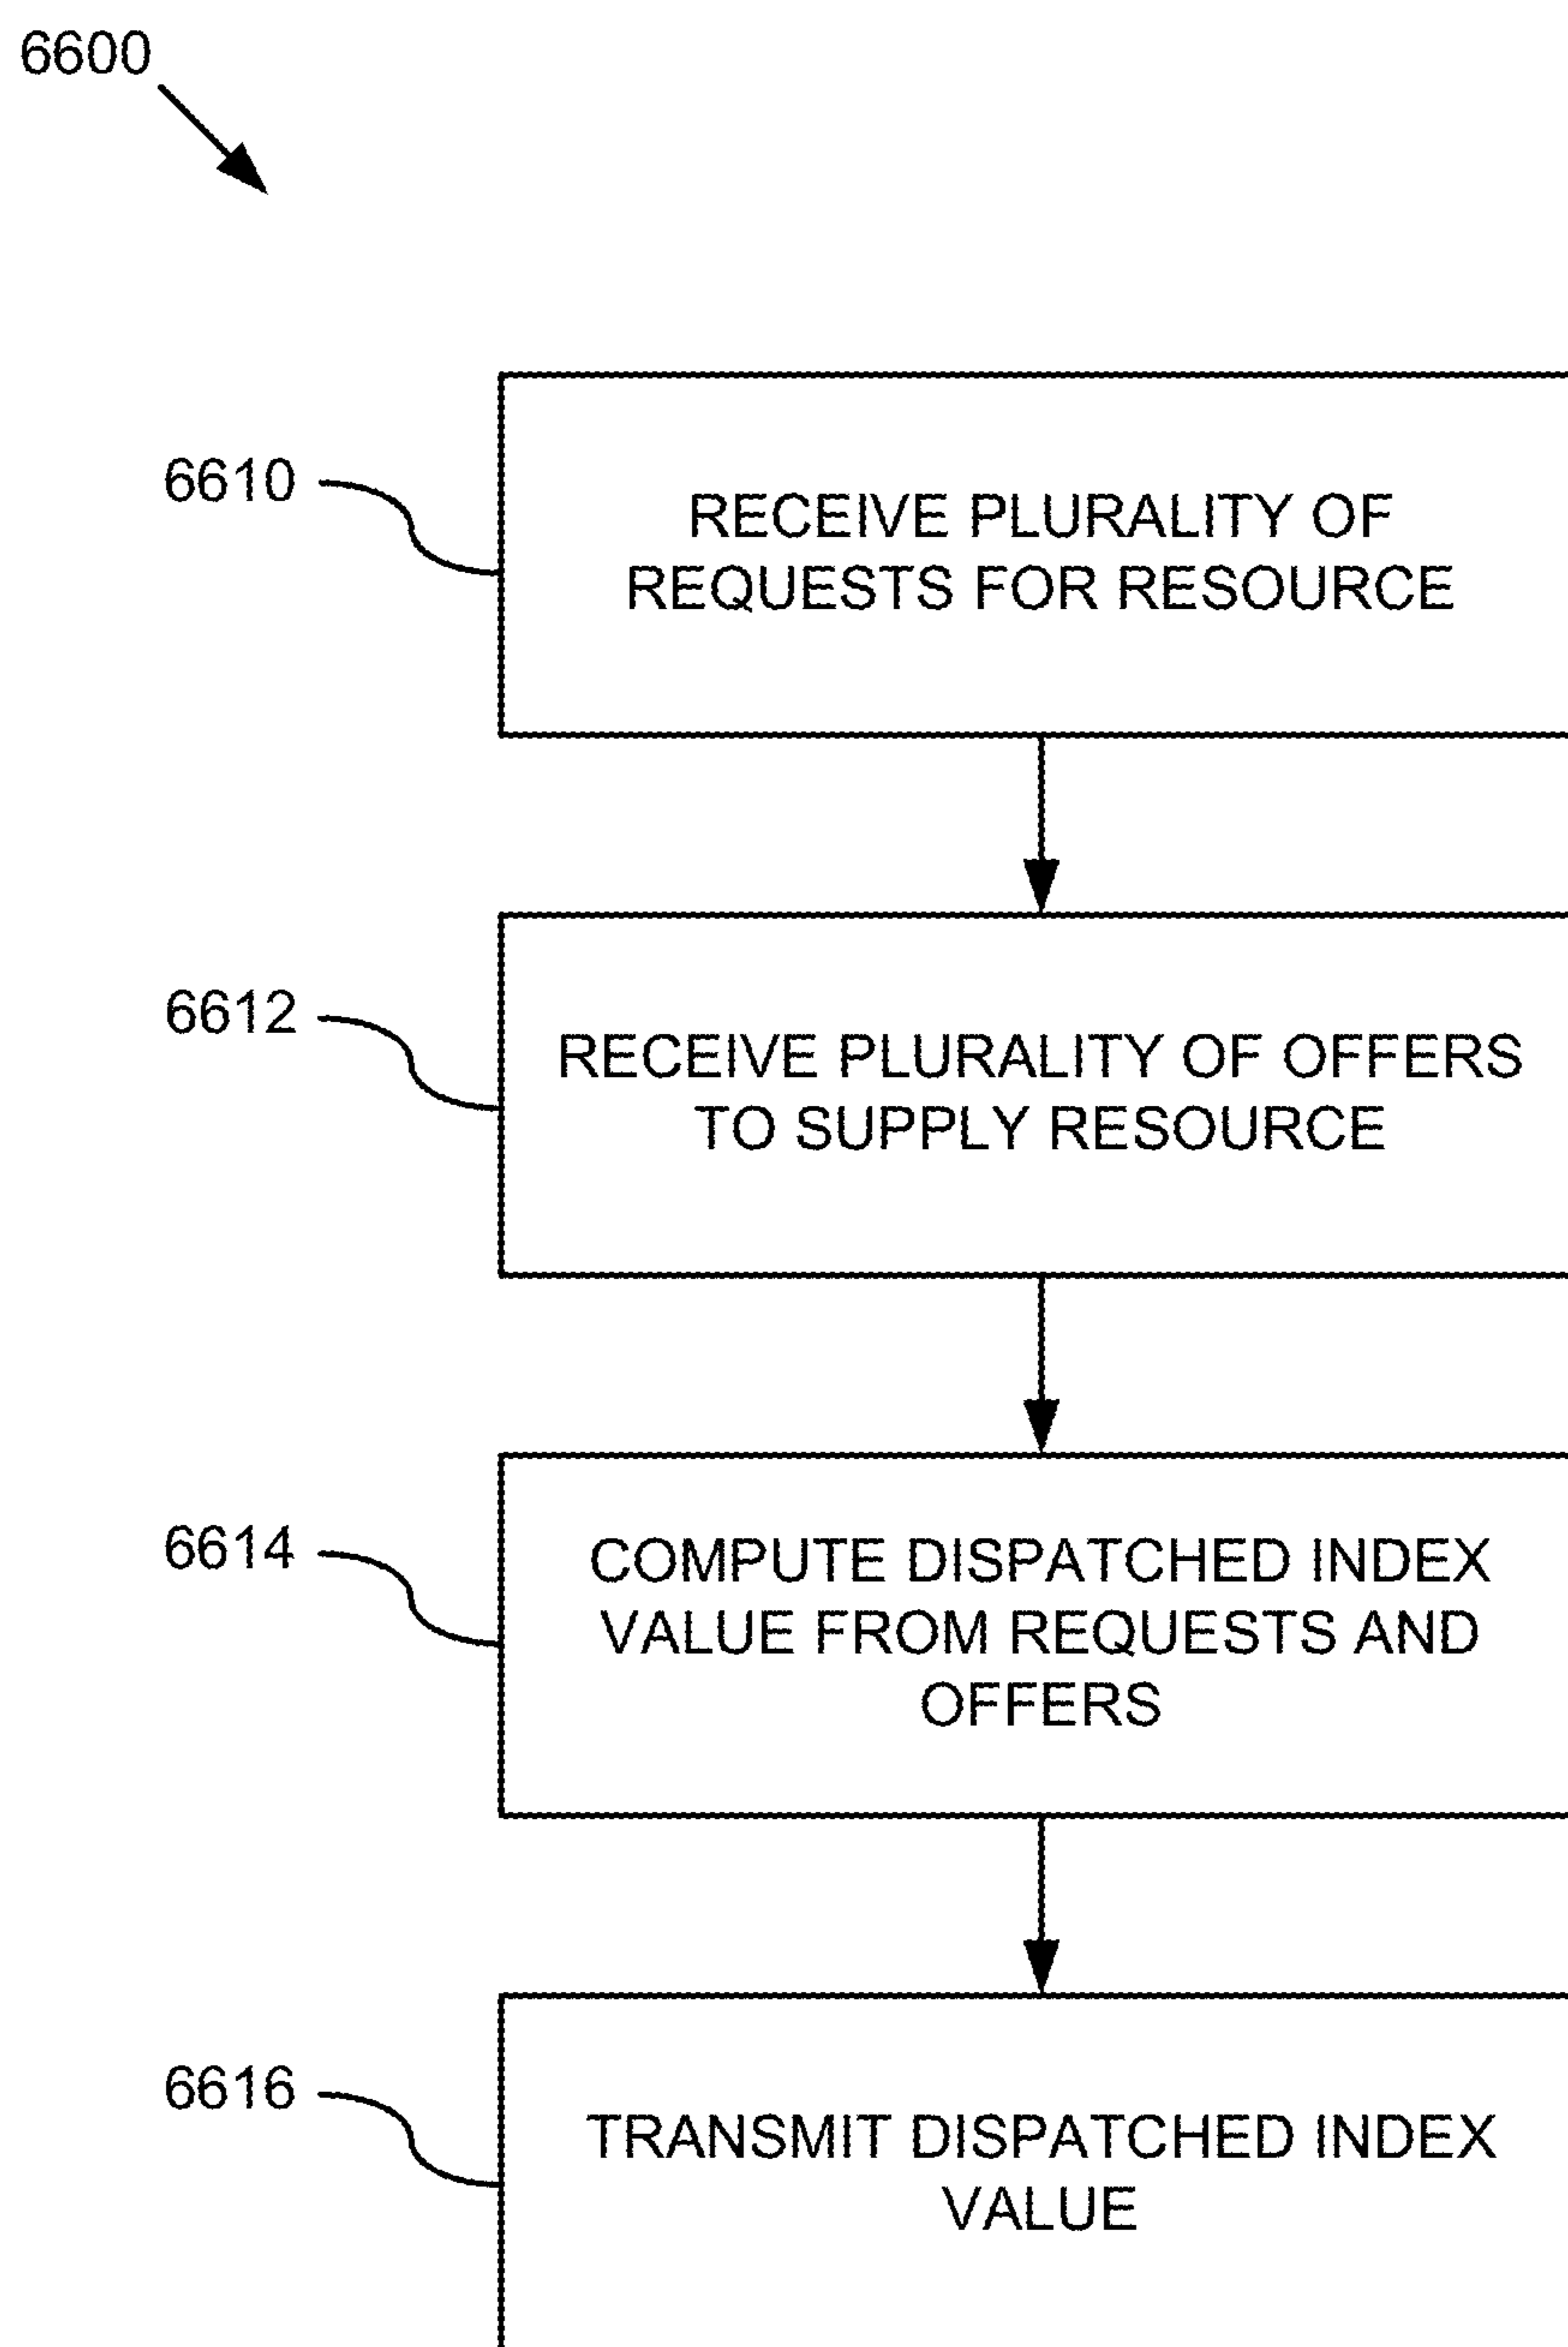 6600
6610
RECEIVE PLURALITY OF
REQUESTS FOR RESOURCE
6612
RECEIVE PLURALITY OF OFFERS
TO SUPPLY RESOURCE
6614
COMPUTE DISPATCHED INDEX
VALUE FROM REQUESTS AND
OFFERS
6616
TRANSMIT DISPATCHED INDEX
VALUE